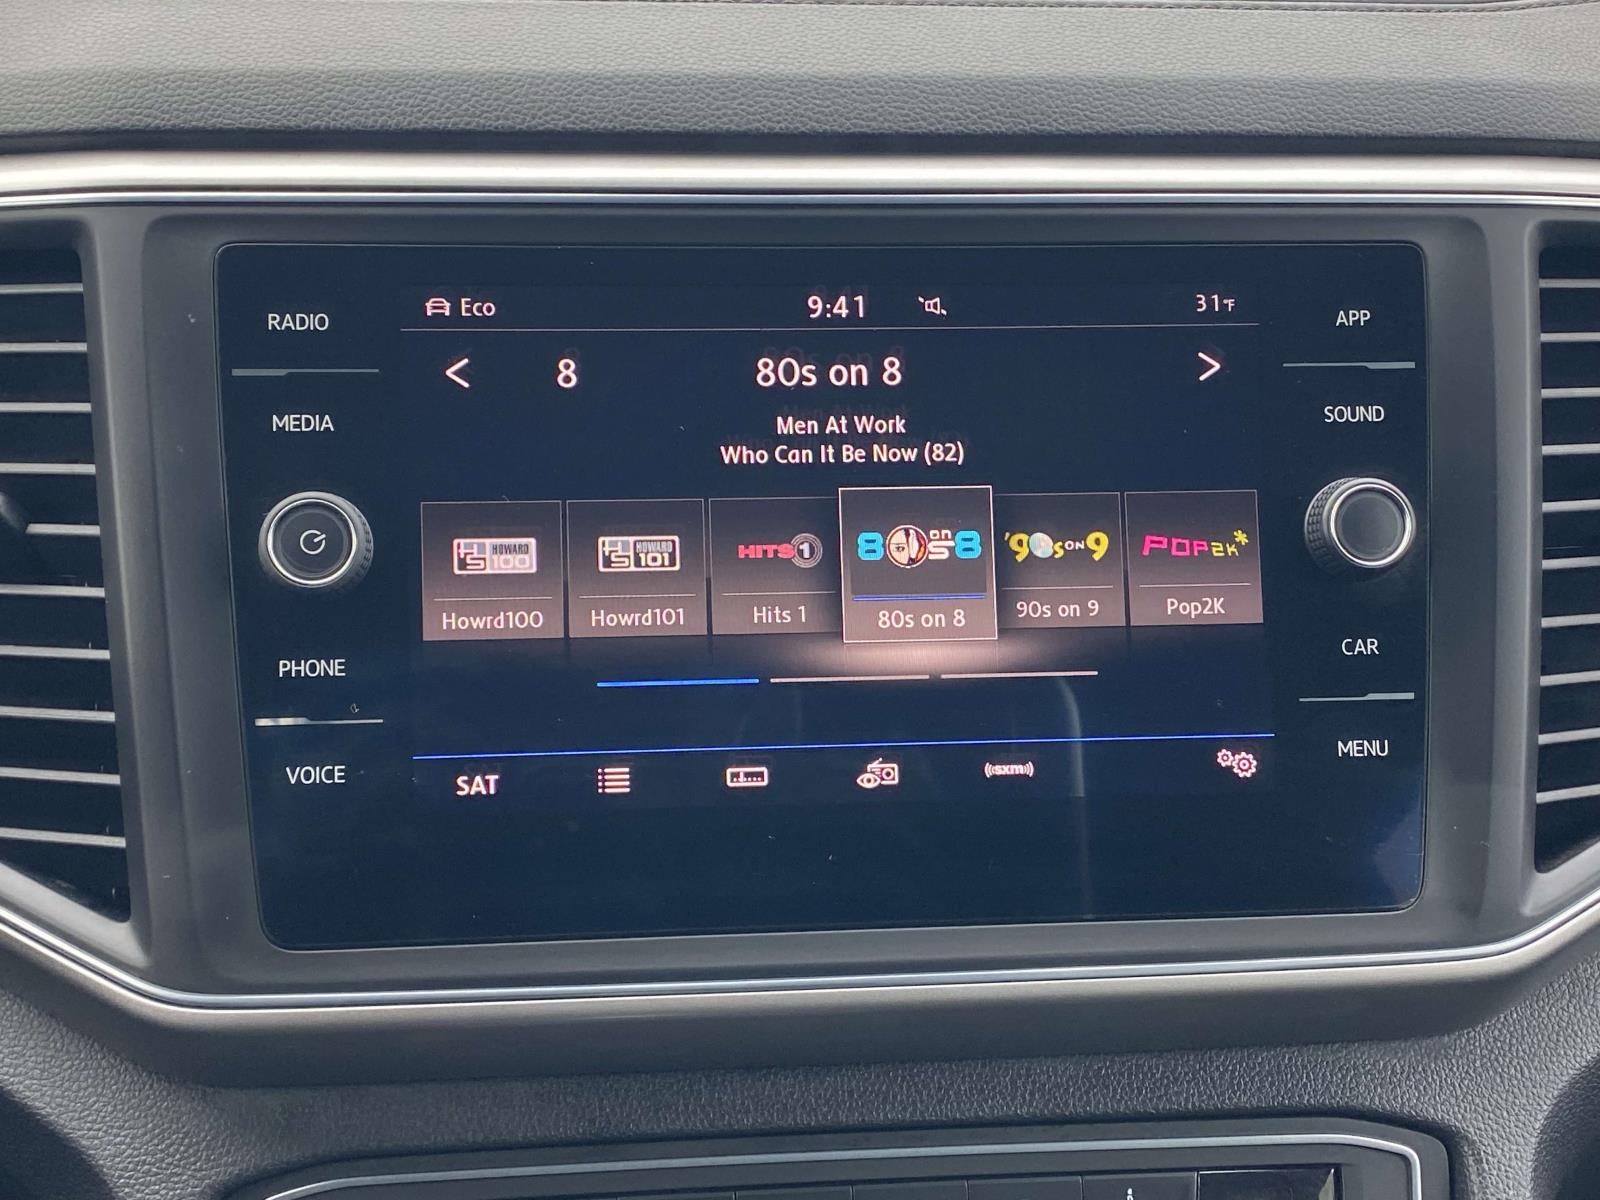 RADIO
MEDIA
PHONE
VOICE
Eco 9:41 31°F
8 80s on 8
Men At Work
Who Can It Be Now (82)
HS HOWARD 100
HS HOWARD 101
HITS 1
80s on 8
'90s ON 9
POP2K*
Howrd100 Howrd101 Hits 1 80s on 8 90s on 9 Pop2K
SAT
((sxm))
APP
SOUND
CAR
MENU